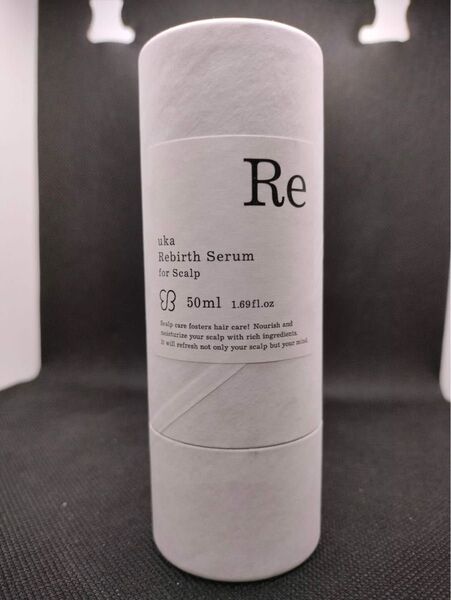 Re
uka
Rebirth Serum
for Scalp
50ml 1.69fl.oz
Scalp care fosters hair care! Nourish and
moisturize your scalp with rich ingredients.
It will refresh not only your scalp but your mind.